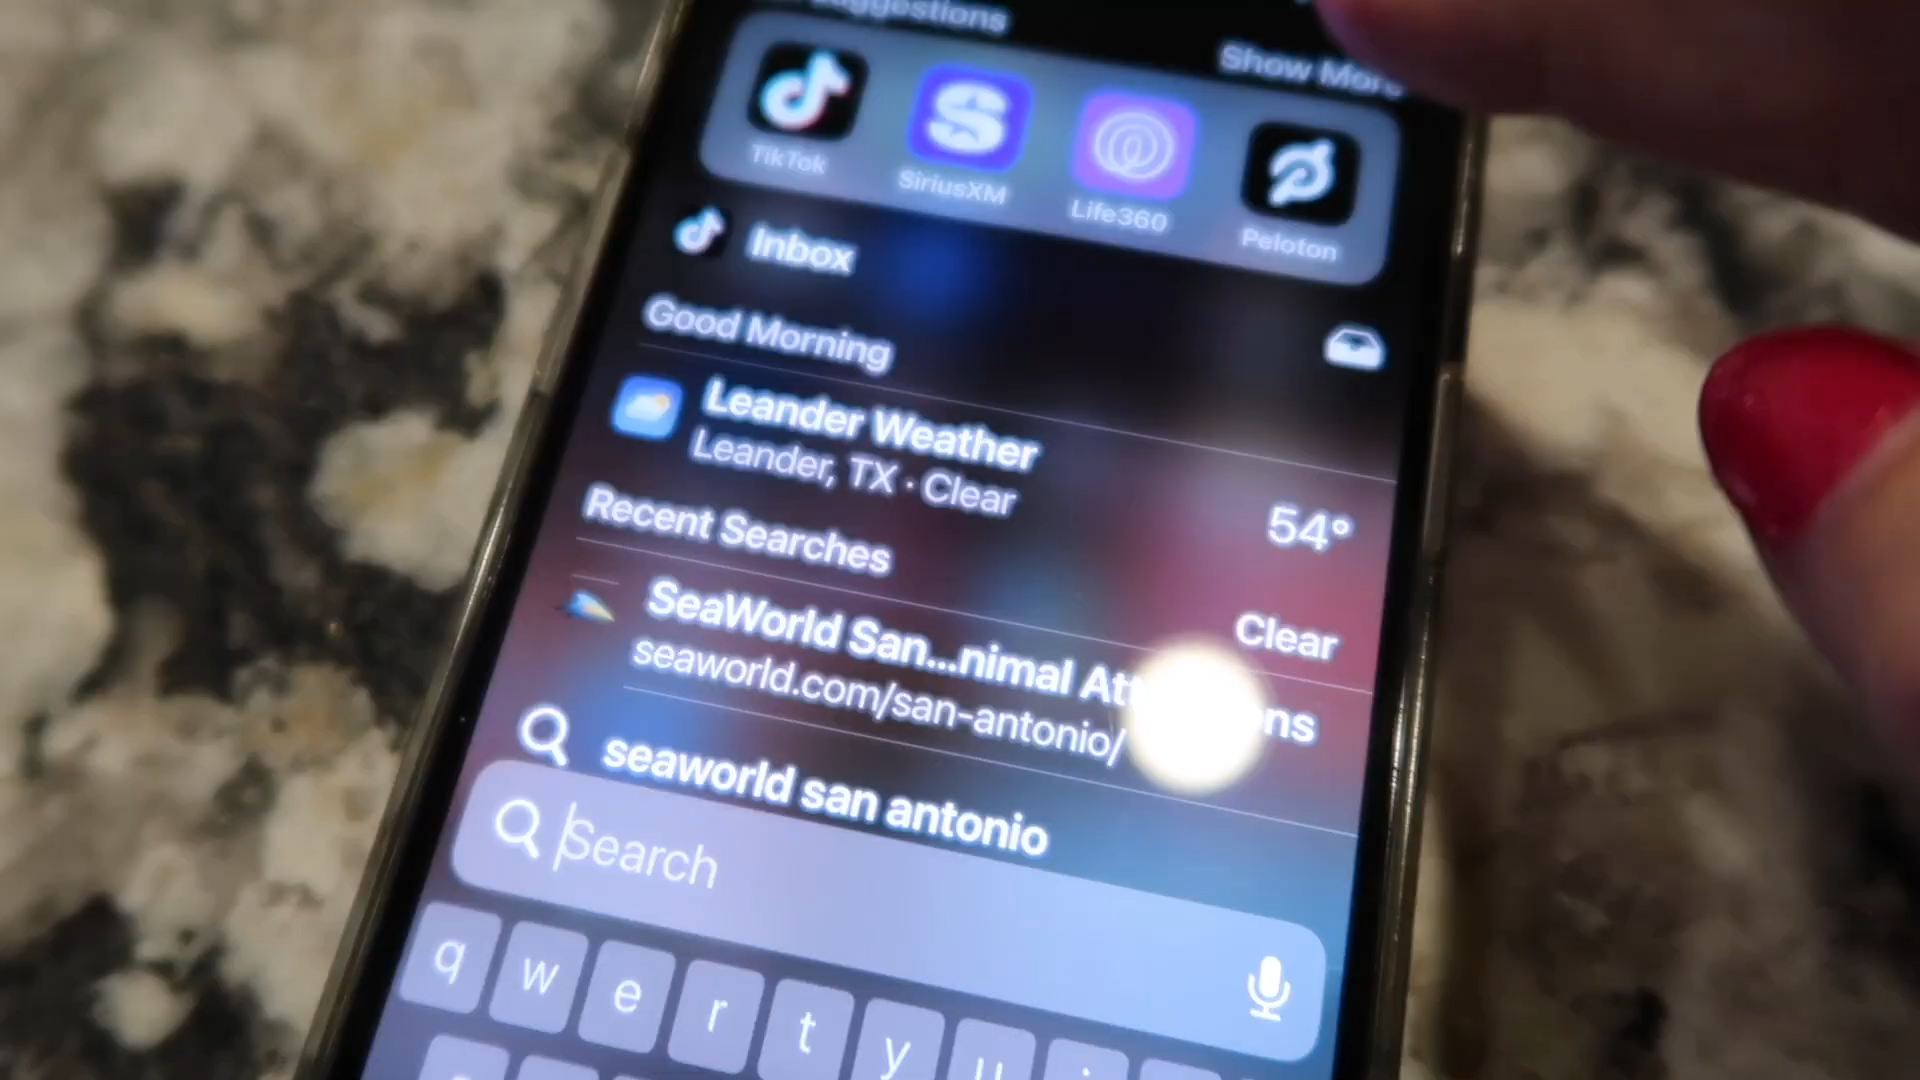 Suggestions
Show More
TikTok
SiriusXM
Life360
Peloton
Inbox
Good Morning
Leander Weather
Leander, TX · Clear
54°
Recent Searches
Clear
SeaWorld San...nimal
seaworld.com/san-antonio/
seaworld san antonio
Search
q w e r t y u i